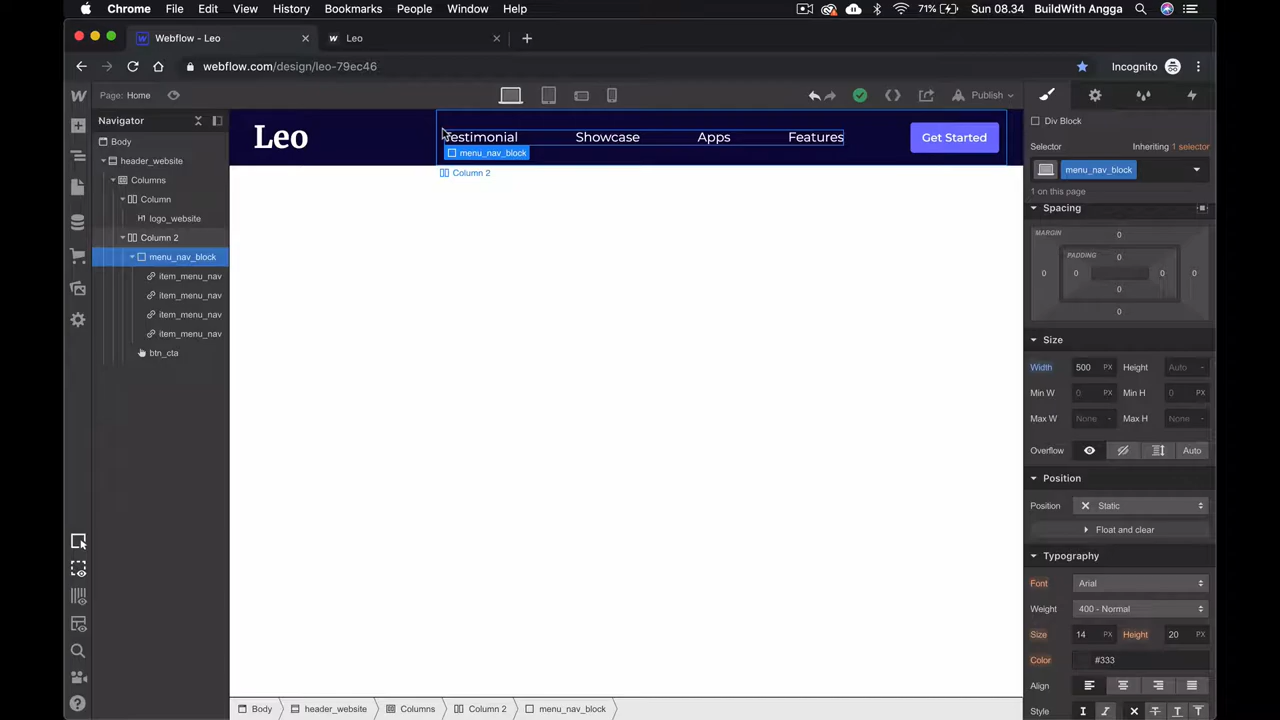 Chrome File Edit View History Bookmarks People Window Help
71% Sun 08.34 BuildWith Angga
Webflow - Leo
Leo
webflow.com/design/leo-79ec46
Incognito
Page: Home
Publish
Navigator
Body
header_website
Columns
Column
logo_website
Column 2
menu_nav_block
item_menu_nav
item_menu_nav
item_menu_nav
item_menu_nav
btn_cta
Leo
Testimonial Showcase Apps Features Get Started
menu_nav_block
Column 2
Div Block
Selector Inheriting 1 selector
menu_nav_block
1 on this page
Spacing
MARGIN
0
PADDING
0
0 0 0 0
0
0
Size
Width 500 PX Height Auto -
Min W 0 PX Min H 0 PX
Max W None - Max H None -
Overflow Auto
Position
Position Static
Float and clear
Typography
Font Arial
Weight 400 - Normal
Size 14 PX Height 20 PX
Color #333
Align
Style I I T T T
Body header_website Columns Column 2 menu_nav_block